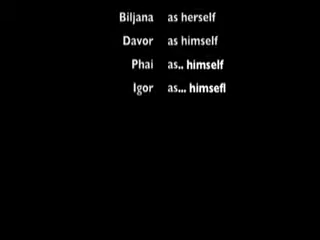 Biljana as herself
Davor as himself
Phai as.. himself
Igor as... himsefl